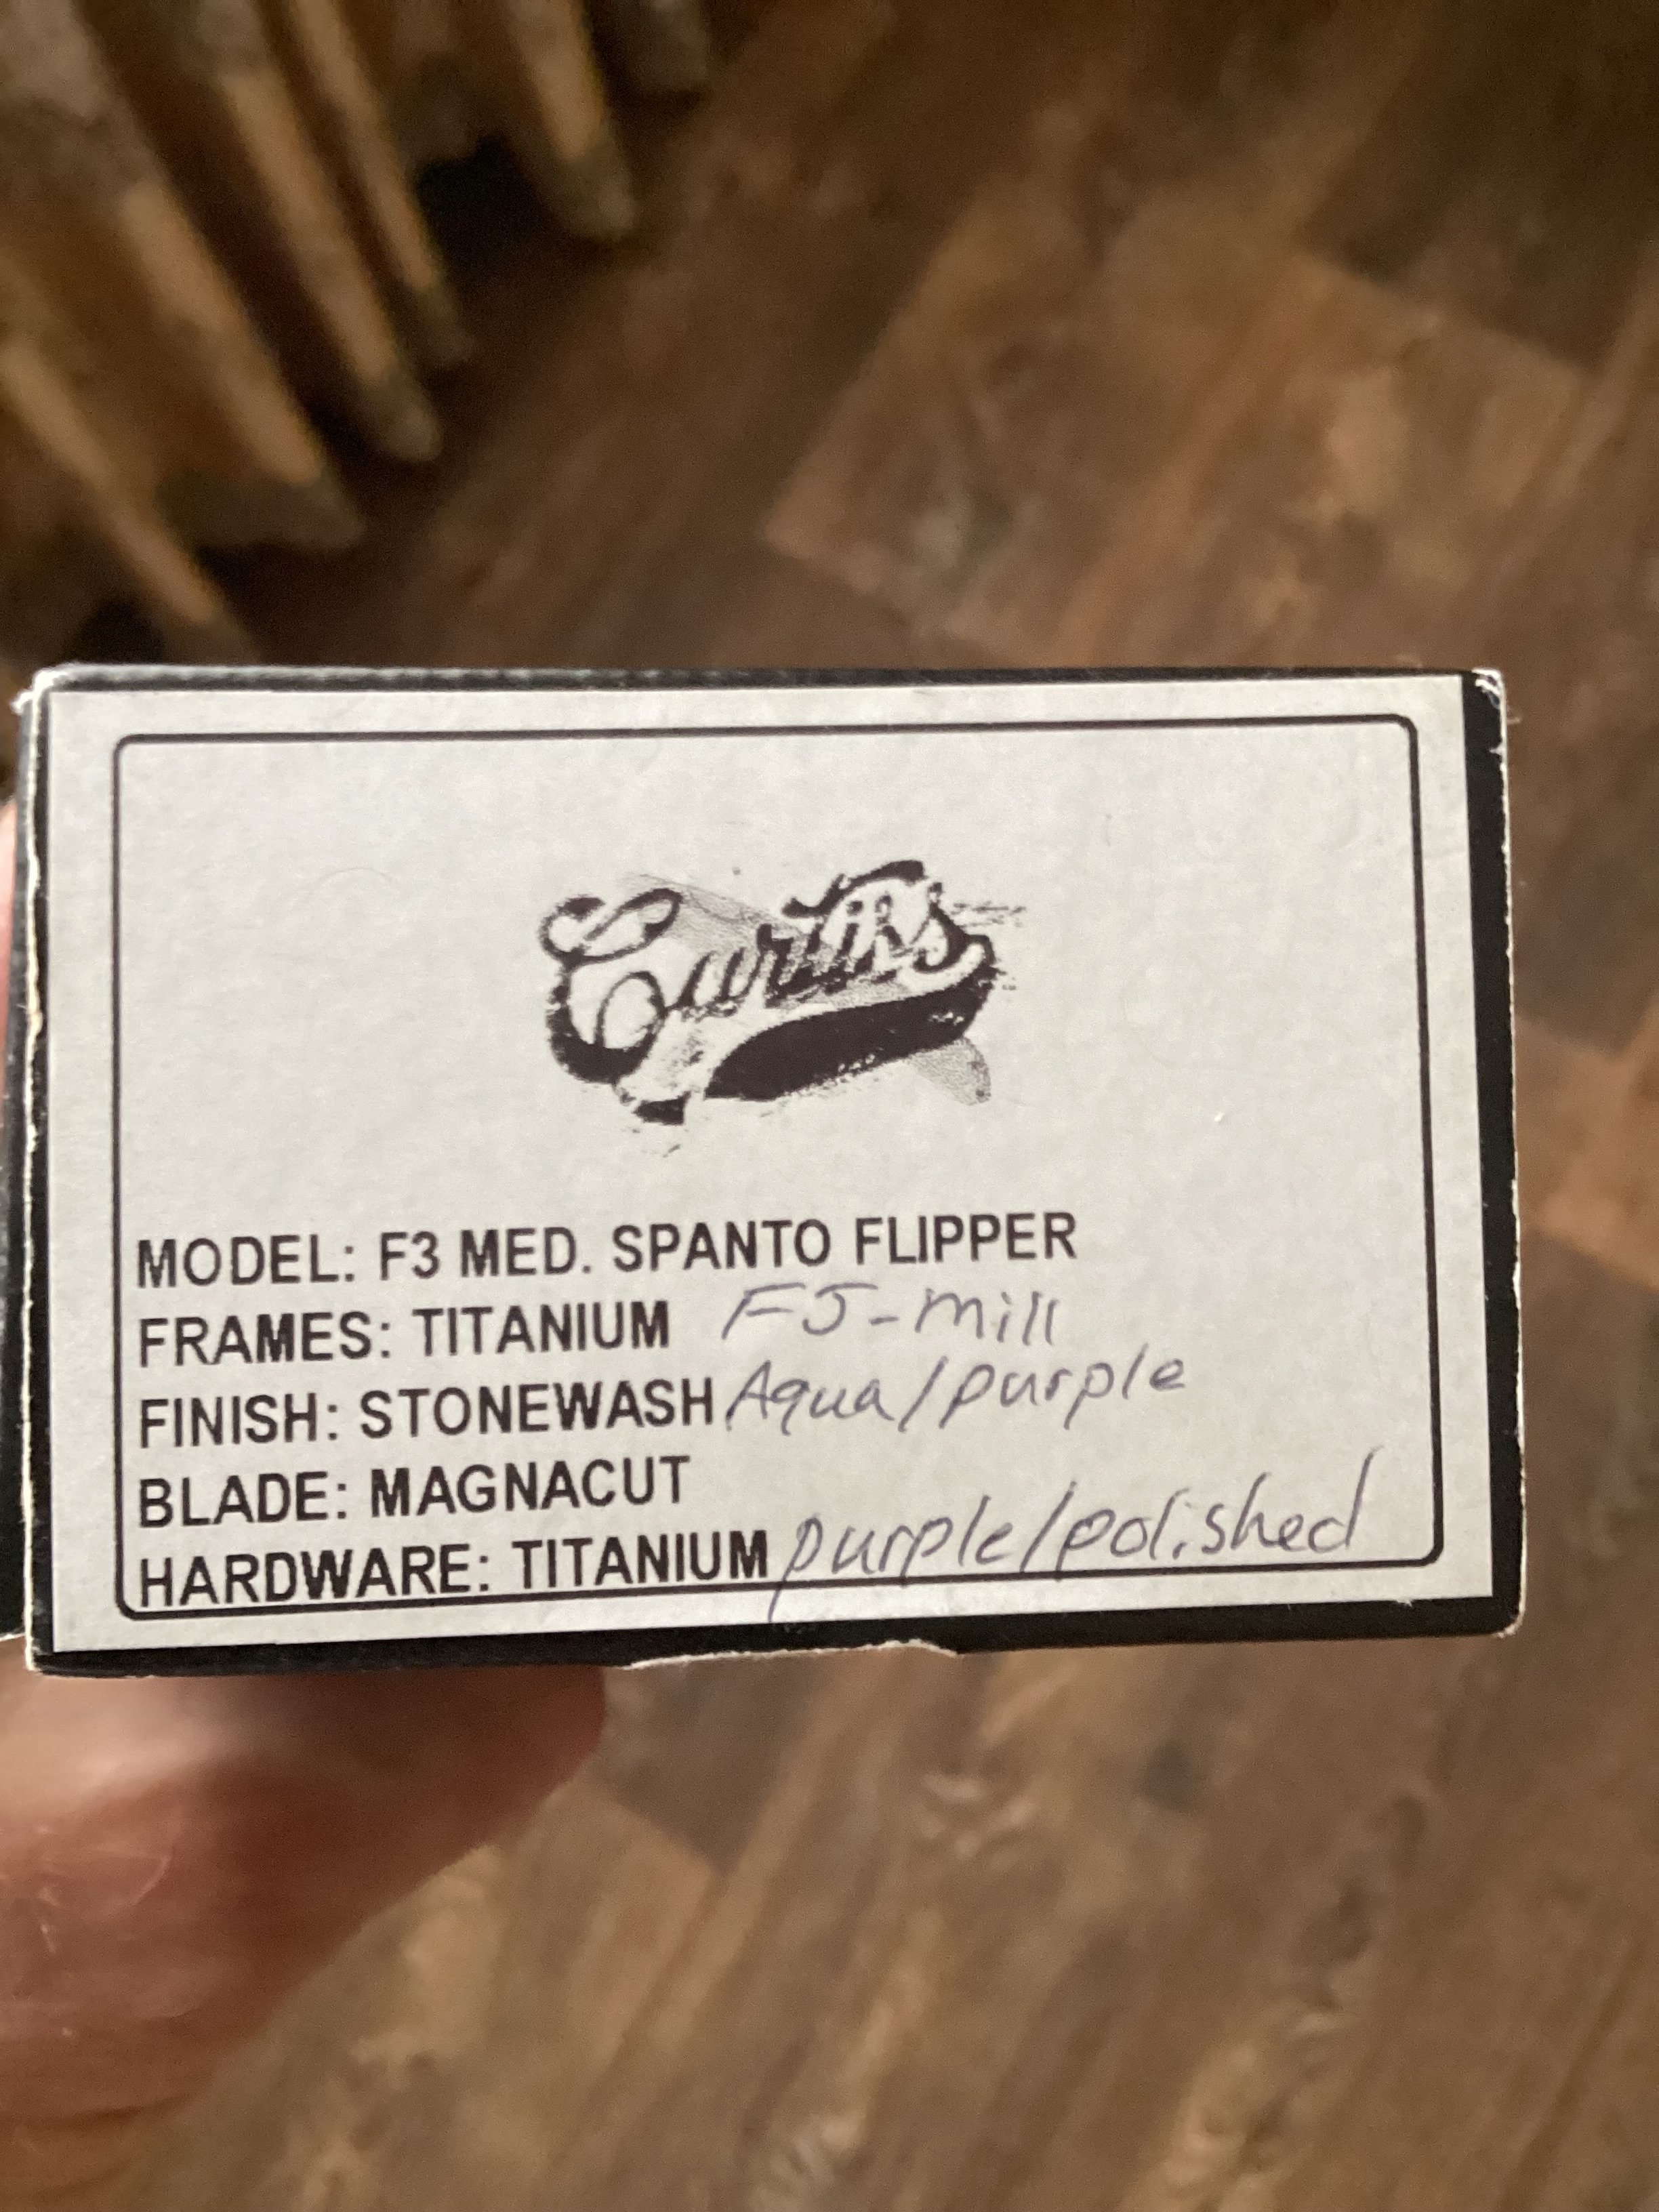 Curtiss
MODEL: F3 MED. SPANTO FLIPPER
FRAMES: TITANIUM FJ-mill
FINISH: STONEWASH Aqua/purple
BLADE: MAGNACUT
HARDWARE: TITANIUM purple/polished